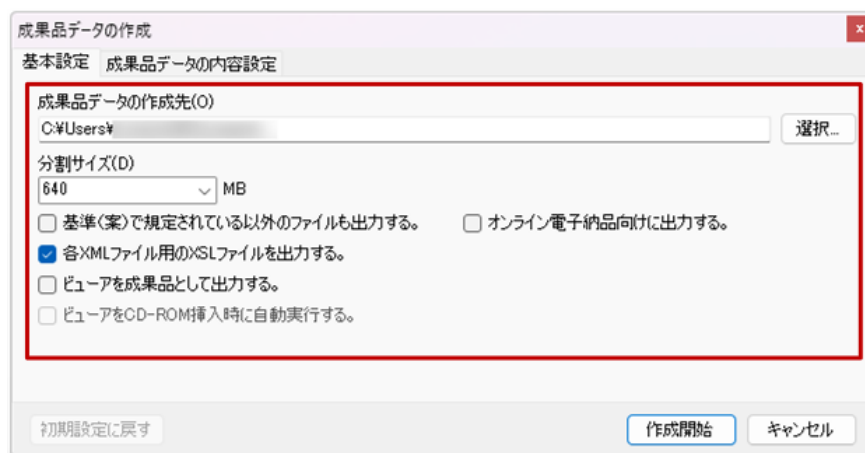 成果品データの作成
x
基本設定 成果品データの内容設定
成果品データの作成先(O)
C:¥Users¥
選択...
分割サイズ(D)
640 MB
基準(案)で規定されている以外のファイルも出力する。 オンライン電子納品向けに出力する。
各XMLファイル用のXSLファイルを出力する。
ビューアを成果品として出力する。
ビューアをCD-ROM挿入時に自動実行する。
初期設定に戻す 作成開始 キャンセル